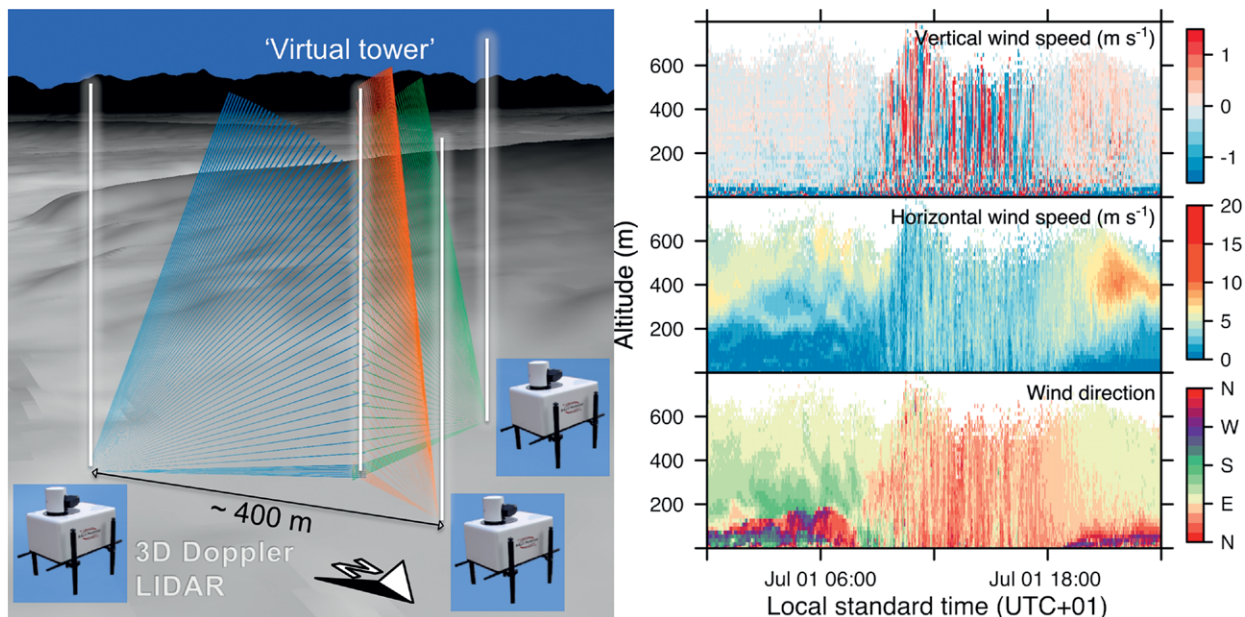 'Virtual tower'
~ 400 m
3D Doppler
LIDAR
N
Altitude (m)
Vertical wind speed (m s⁻¹)
600
400
200
1
0
-1
Horizontal wind speed (m s⁻¹)
600
400
200
20
15
10
5
0
Wind direction
600
400
200
N
W
S
E
N
Jul 01 06:00
Jul 01 18:00
Local standard time (UTC+01)